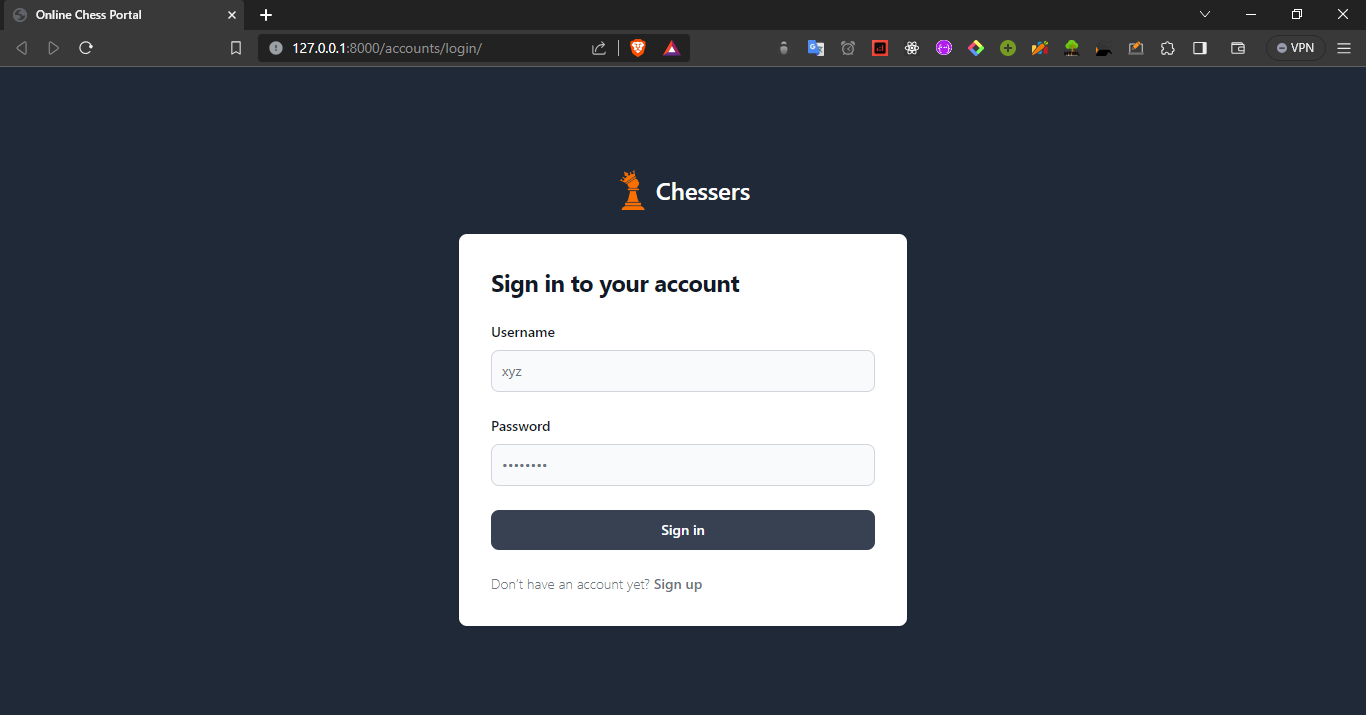 Online Chess Portal
127.0.0.1:8000/accounts/login/
VPN
Chessers
Sign in to your account
Username
xyz
Password
••••••••
Sign in
Don't have an account yet? Sign up